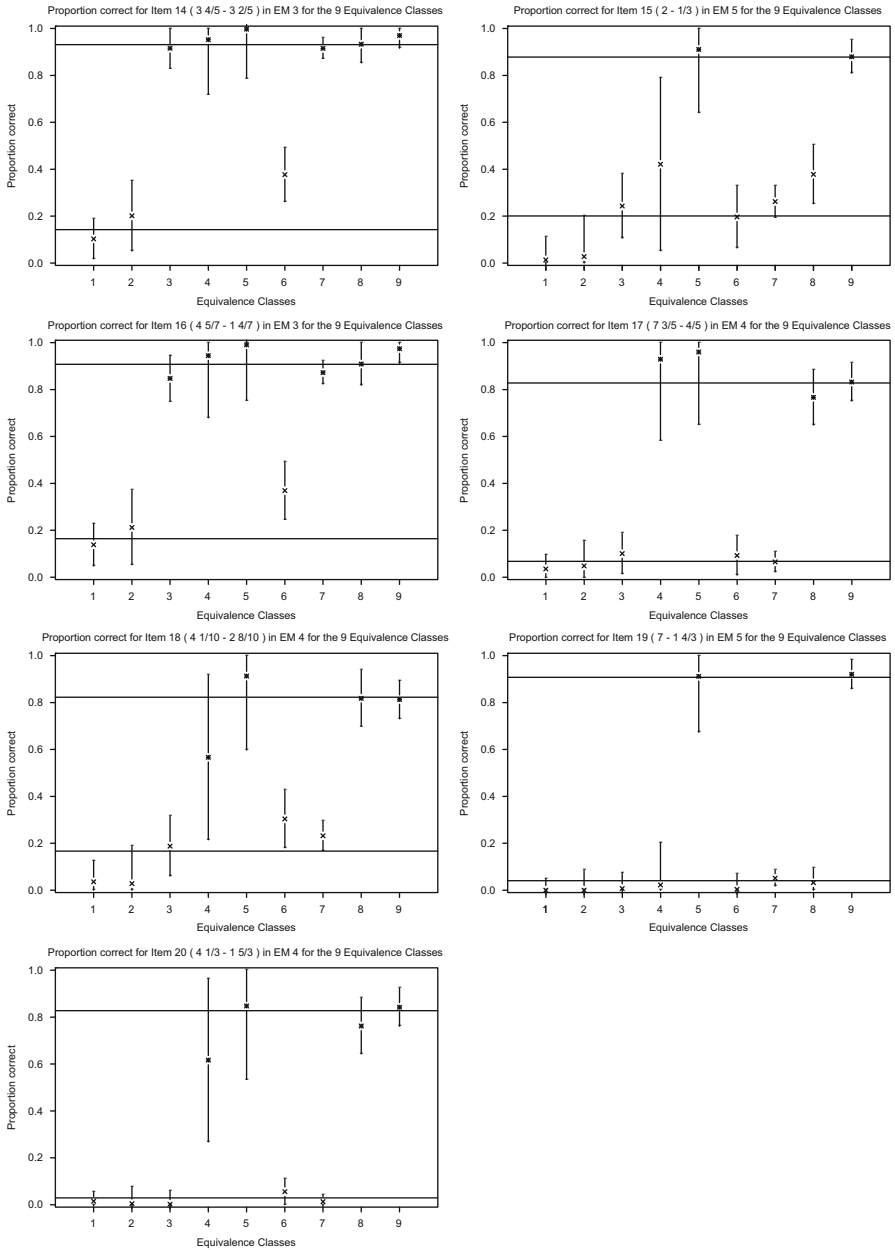 Proportion correct for Item 14 ( 3 4/5 - 3 2/5 ) in EM 3 for the 9 Equivalence Classes
Proportion correct
1.0
0.8
0.6
0.4
0.2
0.0
1 2 3 4 5 6 7 8 9
Equivalence Classes
Proportion correct for Item 15 ( 2 - 1/3 ) in EM 5 for the 9 Equivalence Classes
Proportion correct
1.0
0.8
0.6
0.4
0.2
0.0
1 2 3 4 5 6 7 8 9
Equivalence Classes
Proportion correct for Item 16 ( 4 5/7 - 1 4/7 ) in EM 3 for the 9 Equivalence Classes
Proportion correct
1.0
0.8
0.6
0.4
0.2
0.0
1 2 3 4 5 6 7 8 9
Equivalence Classes
Proportion correct for Item 17 ( 7 3/5 - 4/5 ) in EM 4 for the 9 Equivalence Classes
Proportion correct
1.0
0.8
0.6
0.4
0.2
0.0
1 2 3 4 5 6 7 8 9
Equivalence Classes
Proportion correct for Item 18 ( 4 1/10 - 2 8/10 ) in EM 4 for the 9 Equivalence Classes
Proportion correct
1.0
0.8
0.6
0.4
0.2
0.0
1 2 3 4 5 6 7 8 9
Equivalence Classes
Proportion correct for Item 19 ( 7 - 1 4/3 ) in EM 5 for the 9 Equivalence Classes
Proportion correct
1.0
0.8
0.6
0.4
0.2
0.0
1 2 3 4 5 6 7 8 9
Equivalence Classes
Proportion correct for Item 20 ( 4 1/3 - 1 5/3 ) in EM 4 for the 9 Equivalence Classes
Proportion correct
1.0
0.8
0.6
0.4
0.2
0.0
1 2 3 4 5 6 7 8 9
Equivalence Classes